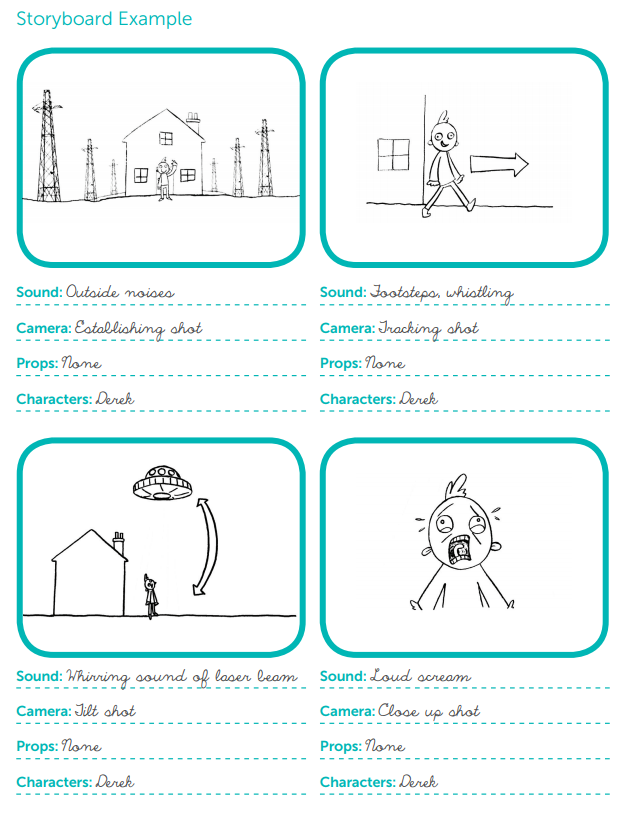 Storyboard Example
Sound: Outside noises
Camera: Establishing shot
Props: None
Characters: Derek
Sound: Footsteps, whistling
Camera: Tracking shot
Props: None
Characters: Derek
Sound: Whirring sound of laser beam
Camera: Tilt shot
Props: None
Characters: Derek
Sound: Loud scream
Camera: Close up shot
Props: None
Characters: Derek